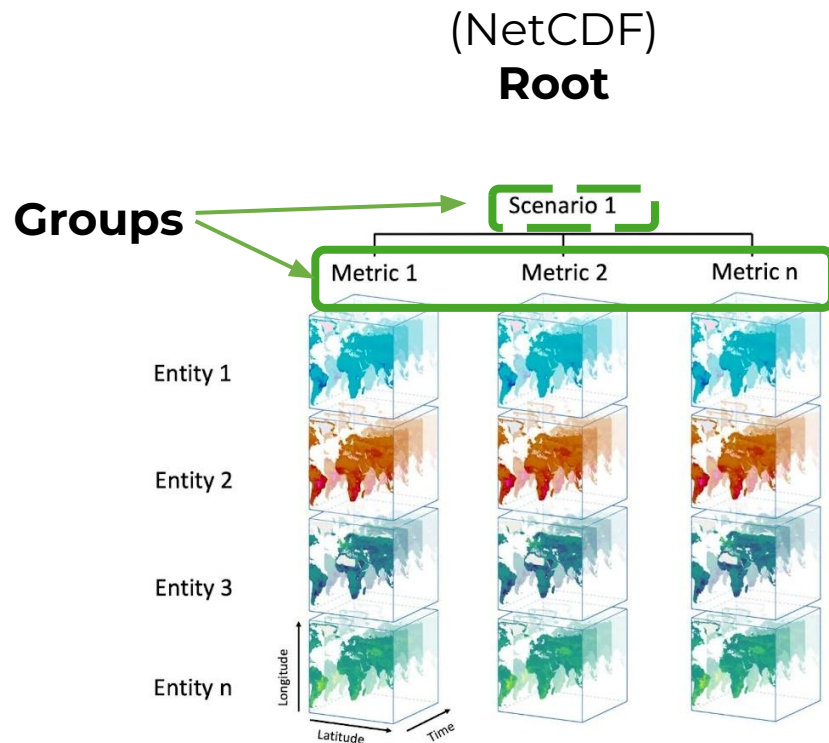 (NetCDF)
Root
Groups
Scenario 1
Metric 1
Metric 2
Metric n
Entity 1
Entity 2
Entity 3
Entity n
Longitude
Latitude
Time